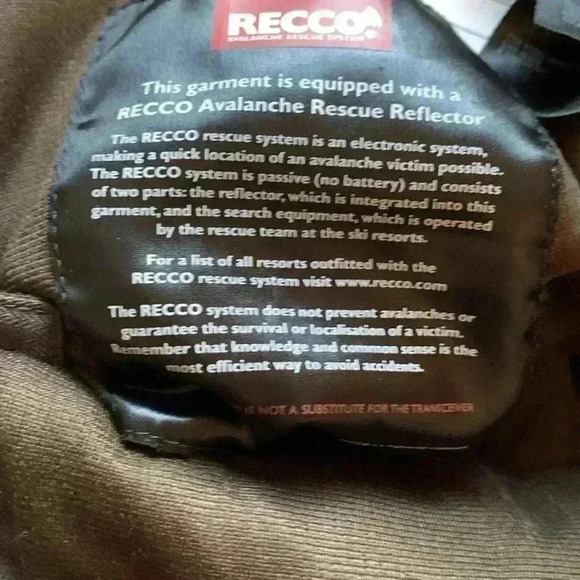 RECCO
AVALANCHE RESCUE SYSTEM
This garment is equipped with a
RECCO Avalanche Rescue Reflector
The RECCO rescue system is an electronic system,
making a quick location of an avalanche victim possible.
The RECCO system is passive (no battery) and consists
of two parts: the reflector, which is integrated into this
garment, and the search equipment, which is operated
by the rescue team at the ski resorts.
For a list of all resorts outfitted with the
RECCO rescue system visit www.recco.com
The RECCO system does not prevent avalanches or
guarantee the survival or localisation of a victim.
Remember that knowledge and common sense is the
most efficient way to avoid accidents.
IS NOT A SUBSTITUTE FOR THE TRANSCEIVER